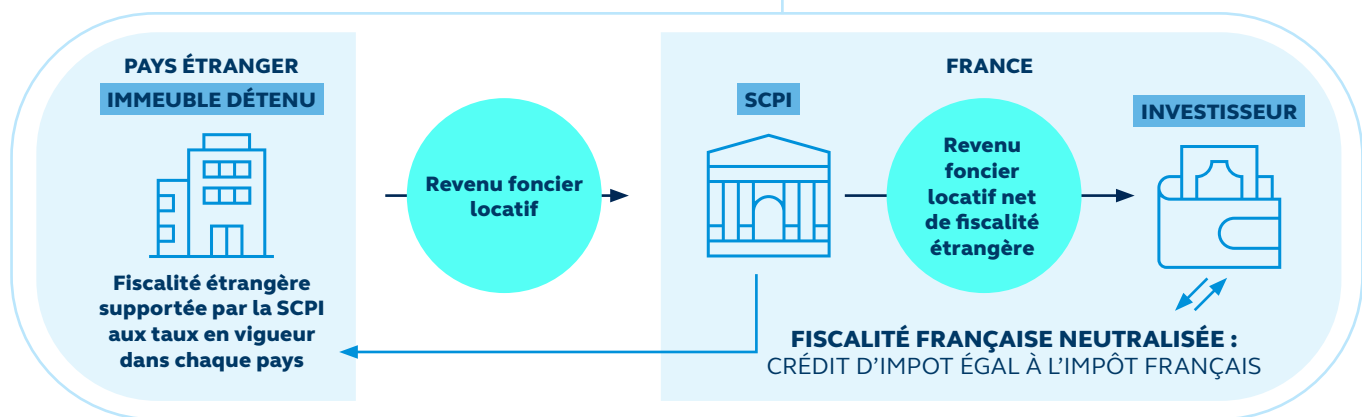 PAYS ÉTRANGER
IMMEUBLE DÉTENU
Fiscalité étrangère
supportée par la SCPI
aux taux en vigueur
dans chaque pays
Revenu foncier
locatif
FRANCE
SCPI
Revenu
foncier
locatif net
de fiscalité
étrangère
INVESTISSEUR
FISCALITÉ FRANÇAISE NEUTRALISÉE :
CRÉDIT D'IMPOT ÉGAL À L'IMPÔT FRANÇAIS